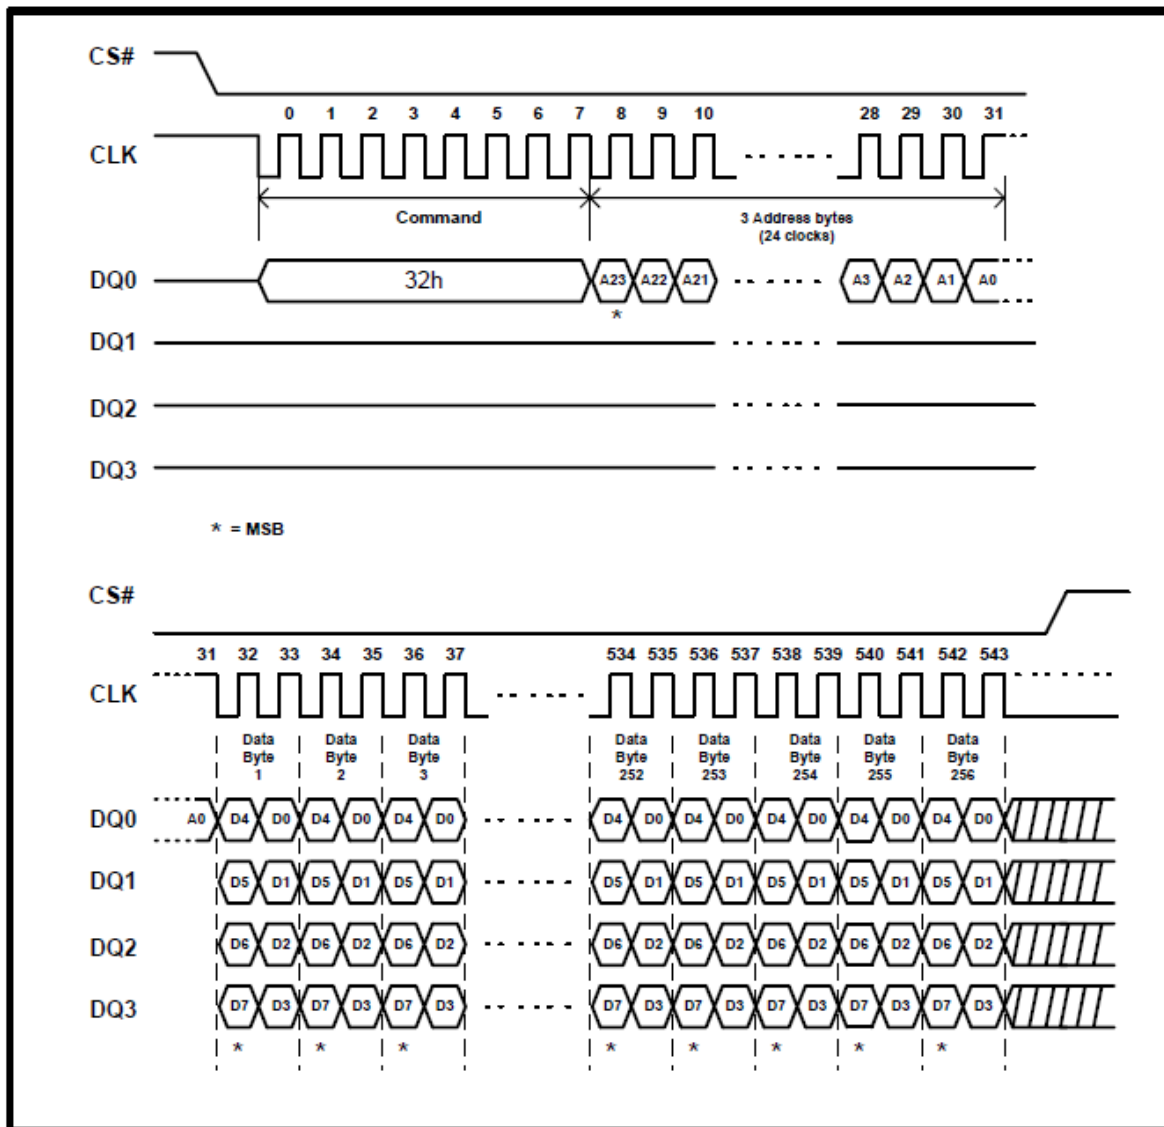 CS#
0 1 2 3 4 5 6 7 8 9 10 28 29 30 31
CLK
Command
3 Address bytes
(24 clocks)
DQ0 32h A23 A22 A21 A3 A2 A1 A0
*
DQ1
DQ2
DQ3
* = MSB
CS#
31 32 33 34 35 36 37 534 535 536 537 538 539 540 541 542 543
CLK
Data Data Data Data Data Data Data Data
Byte Byte Byte Byte Byte Byte Byte Byte
1 2 3 252 253 254 255 256
DQ0 A0 D4 D0 D4 D0 D4 D0 D4 D0 D4 D0 D4 D0 D4 D0 D4 D0
DQ1 D5 D1 D5 D1 D5 D1 D5 D1 D5 D1 D5 D1 D5 D1 D5 D1
DQ2 D6 D2 D6 D2 D6 D2 D6 D2 D6 D2 D6 D2 D6 D2 D6 D2
DQ3 D7 D3 D7 D3 D7 D3 D7 D3 D7 D3 D7 D3 D7 D3 D7 D3
* * * * * * * *